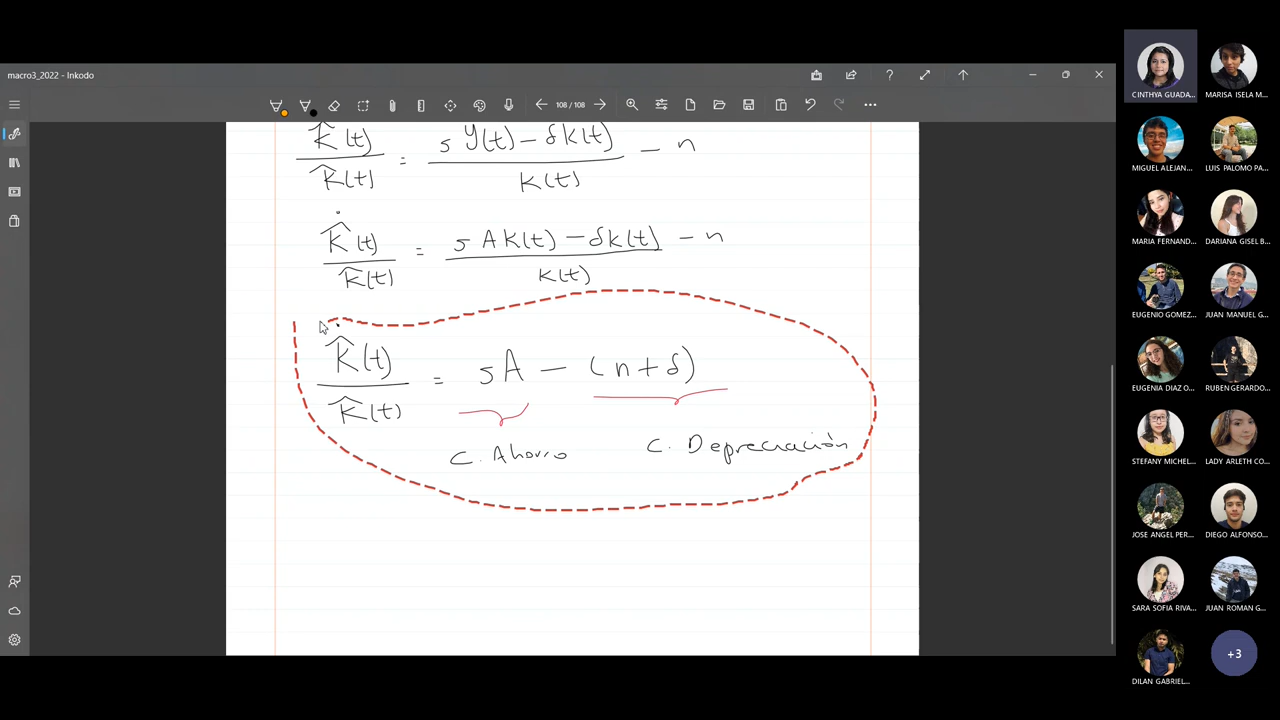 macro3_2022 - Inkodo
108 / 108
K̂(t) / K̂(t) = (sY(t) - δK(t)) / K(t) - n
K̂̇(t) / K̂(t) = (sAK(t) - δK(t)) / K(t) - n
K̂̇(t) / K̂(t) = sA - (n + δ)
C. Ahorro
C. Depreciación
CINTHYA GUADA...
MARISA ISELA M...
MIGUEL ALEJAN...
LUIS PALOMO PA...
MARIA FERNAND...
DARIANA GISEL B...
EUGENIO GOMEZ...
JUAN MANUEL G...
EUGENIA DIAZ O...
RUBEN GERARDO...
STEFANY MICHEL...
LADY ARLETH CO...
JOSE ANGEL PER...
DIEGO ALFONSO...
SARA SOFIA RIVA...
JUAN ROMAN G...
DILAN GABRIEL...
+3